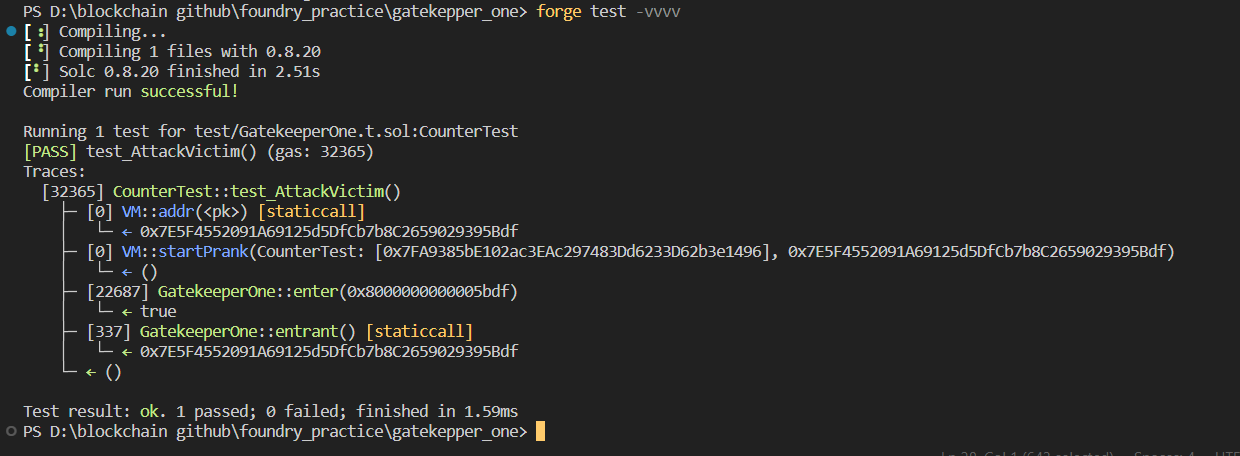 PS D:\blockchain github\foundry_practice\gatekepper_one> forge test -vvvv
[⠰] Compiling...
[⠘] Compiling 1 files with 0.8.20
[⠃] Solc 0.8.20 finished in 2.51s
Compiler run successful!
Running 1 test for test/GatekeeperOne.t.sol:CounterTest
[PASS] test_AttackVictim() (gas: 32365)
Traces:
  [32365] CounterTest::test_AttackVictim()
    ├─ [0] VM::addr(<pk>) [staticcall]
    │   └─ ← 0x7E5F4552091A69125d5DfCb7b8C2659029395Bdf
    ├─ [0] VM::startPrank(CounterTest: [0x7FA9385bE102ac3EAc297483Dd6233D62b3e1496], 0x7E5F4552091A69125d5DfCb7b8C2659029395Bdf)
    │   └─ ← ()
    ├─ [22687] GatekeeperOne::enter(0x8000000000005bdf)
    │   └─ ← true
    ├─ [337] GatekeeperOne::entrant() [staticcall]
    │   └─ ← 0x7E5F4552091A69125d5DfCb7b8C2659029395Bdf
    └─ ← ()
Test result: ok. 1 passed; 0 failed; finished in 1.59ms
PS D:\blockchain github\foundry_practice\gatekepper_one>